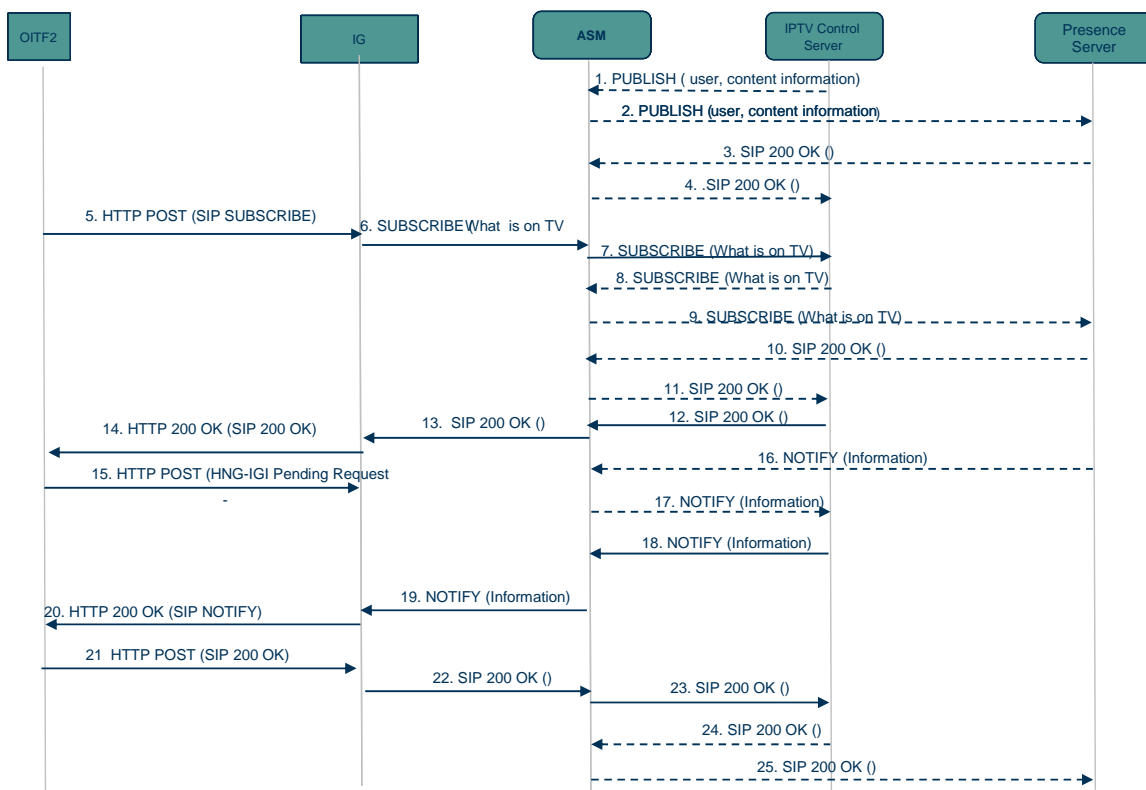 OITF2
IG
ASM
IPTV Control
Server
Presence
Server
1. PUBLISH ( user, content information)
2. PUBLISH (user, content information)
3. SIP 200 OK ()
4. .SIP 200 OK ()
5. HTTP POST (SIP SUBSCRIBE)
6. SUBSCRIBE(What is on TV
7. SUBSCRIBE (What is on TV)
8. SUBSCRIBE (What is on TV)
9. SUBSCRIBE (What is on TV)
10. SIP 200 OK ()
11. SIP 200 OK ()
12. SIP 200 OK ()
13. SIP 200 OK ()
14. HTTP 200 OK (SIP 200 OK)
15. HTTP POST (HNG-IGI Pending Request
-
16. NOTIFY (Information)
17. NOTIFY (Information)
18. NOTIFY (Information)
19. NOTIFY (Information)
20. HTTP 200 OK (SIP NOTIFY)
21 HTTP POST (SIP 200 OK)
22. SIP 200 OK ()
23. SIP 200 OK ()
24. SIP 200 OK ()
25. SIP 200 OK ()